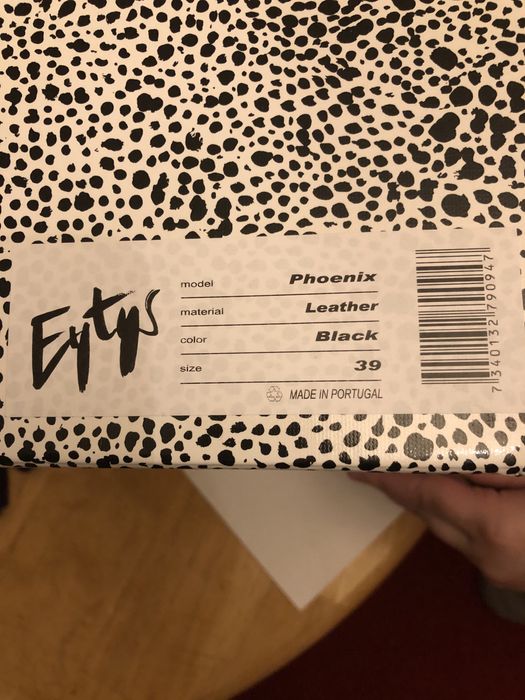 Eytys
model Phoenix
material Leather
color Black
size 39
MADE IN PORTUGAL
7340132790947